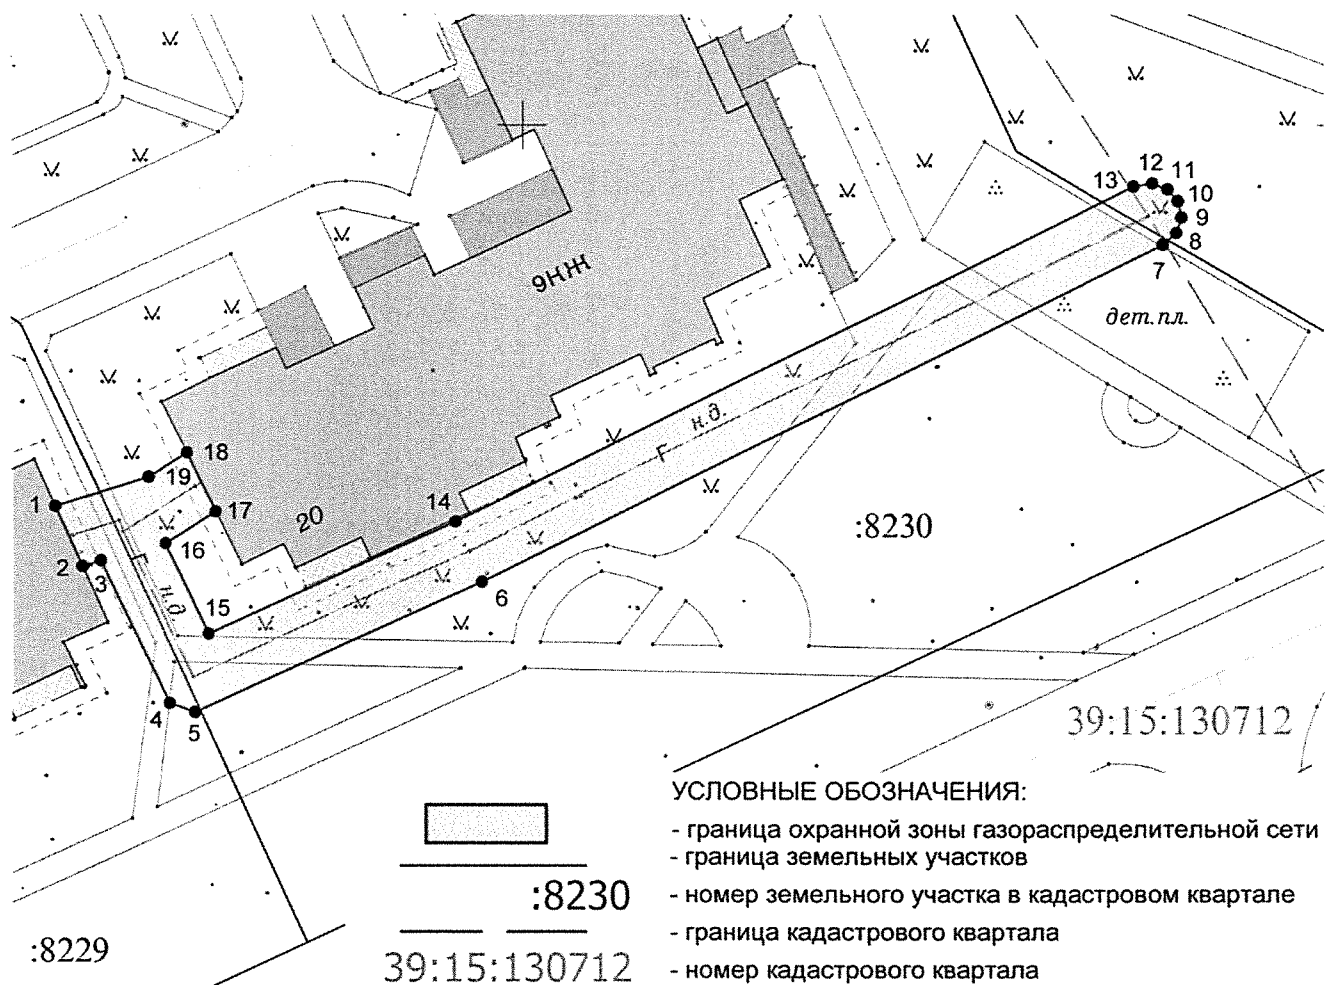 12
13
11
10
9
8
7
9НЖ
дет.пл.
н.д.
Г
18
19
1
17
14
20
:8230
16
2
3
н.д
15
6
4
5
39:15:130712
УСЛОВНЫЕ ОБОЗНАЧЕНИЯ:
- граница охранной зоны газораспределительной сети
- граница земельных участков
:8230 - номер земельного участка в кадастровом квартале
- граница кадастрового квартала
:8229
39:15:130712 - номер кадастрового квартала